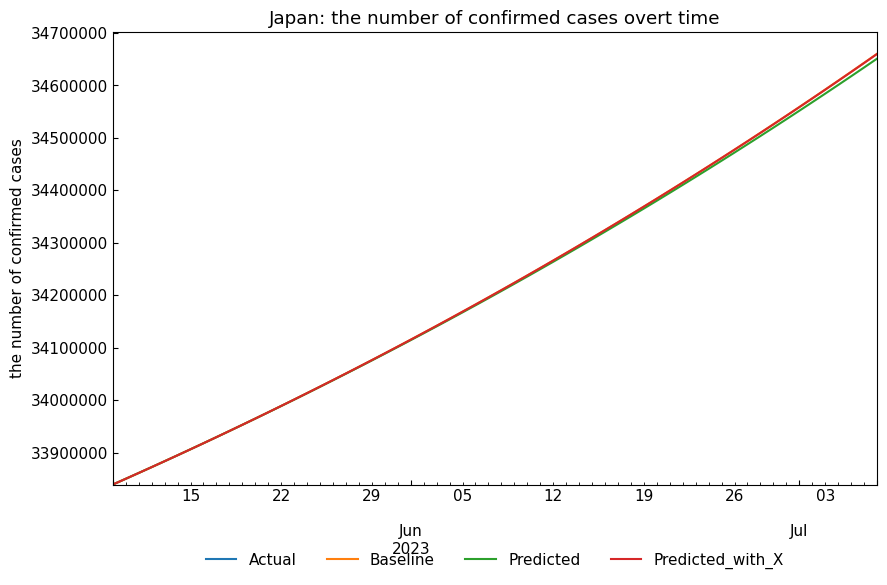 Japan: the number of confirmed cases overt time
the number of confirmed cases
34700000
34600000
34500000
34400000
34300000
34200000
34100000
34000000
33900000
15 22 29 05 12 19 26 03
Jun Jul
2023
Actual Baseline Predicted Predicted_with_X